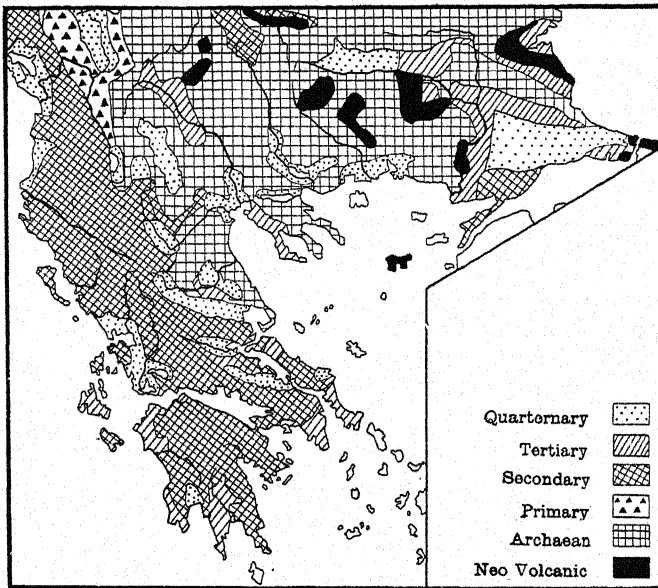 Quarternary
Tertiary
Secondary
Primary
Archaean
Neo Volcanic